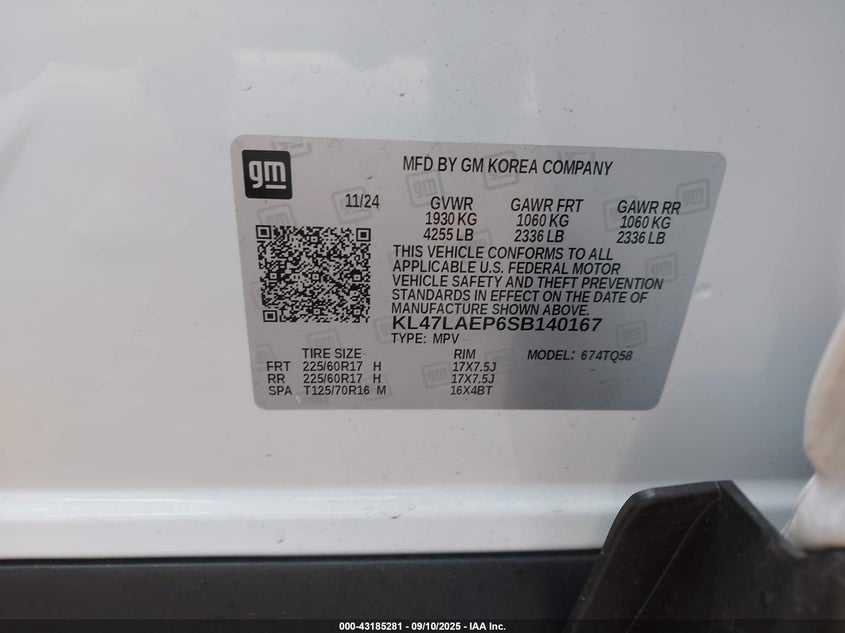 gm
MFD BY GM KOREA COMPANY
11/24
GVWR GAWR FRT GAWR RR
1930 KG 1060 KG 1060 KG
4255 LB 2336 LB 2336 LB
THIS VEHICLE CONFORMS TO ALL
APPLICABLE U.S. FEDERAL MOTOR
VEHICLE SAFETY AND THEFT PREVENTION
STANDARDS IN EFFECT ON THE DATE OF
MANUFACTURE SHOWN ABOVE.
KL47LAEP6SB140167
TYPE: MPV
TIRE SIZE RIM MODEL: 674TQ58
FRT 225/60R17 H 17X7.5J
RR 225/60R17 H 17X7.5J
SPA T125/70R16 M 16X4BT
000-43185281 - 09/10/2025 - IAA Inc.